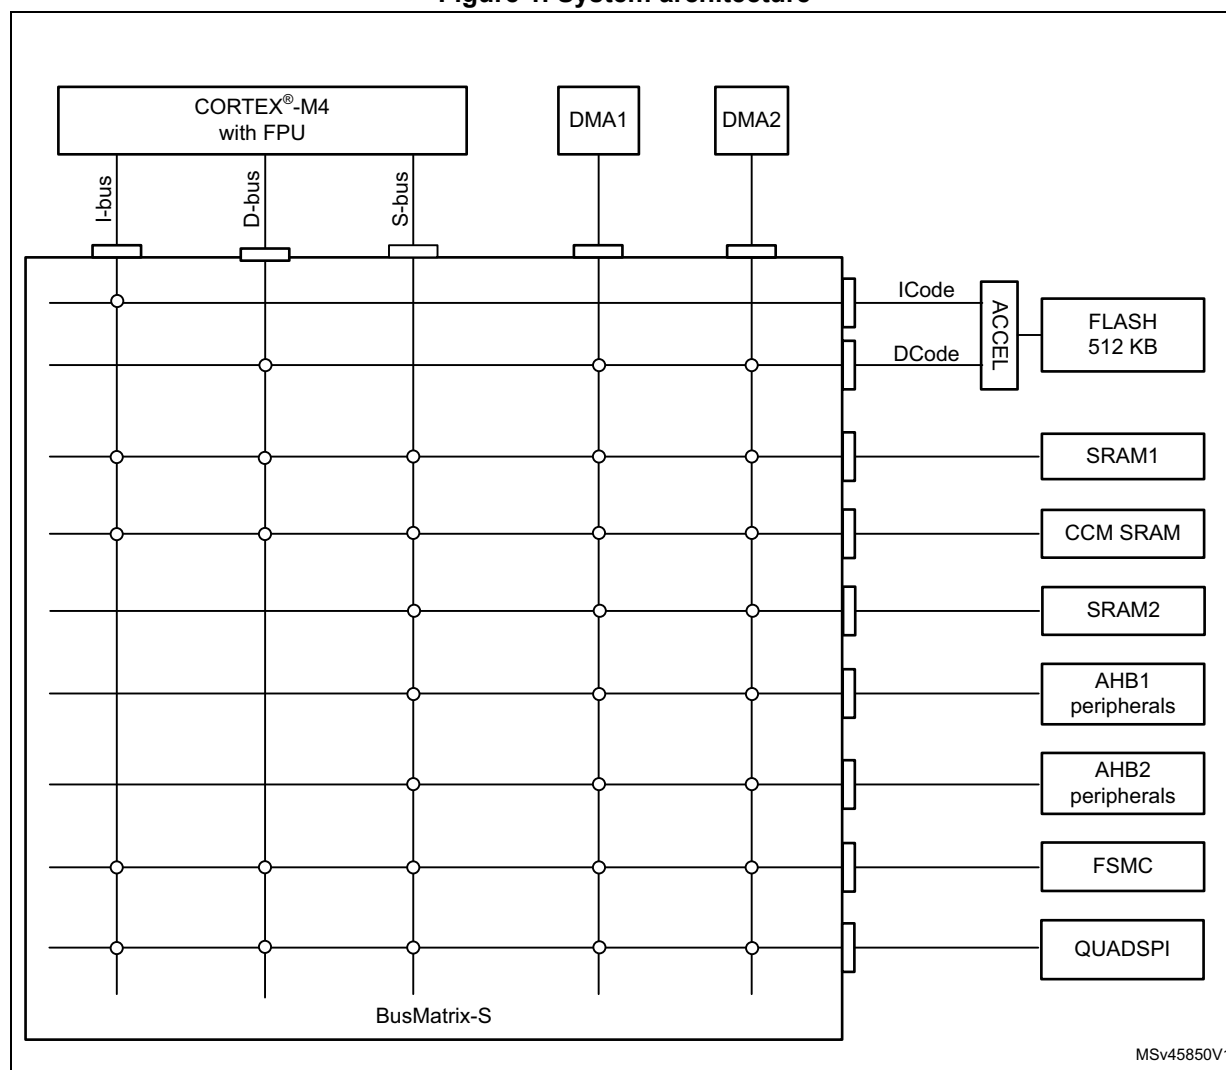 Figure 1. System architecture
CORTEX®-M4
with FPU
DMA1
DMA2
I-bus
D-bus
S-bus
ICode
DCode
ACCEL
FLASH
512 KB
SRAM1
CCM SRAM
SRAM2
AHB1
peripherals
AHB2
peripherals
FSMC
QUADSPI
BusMatrix-S
MSv45850V1